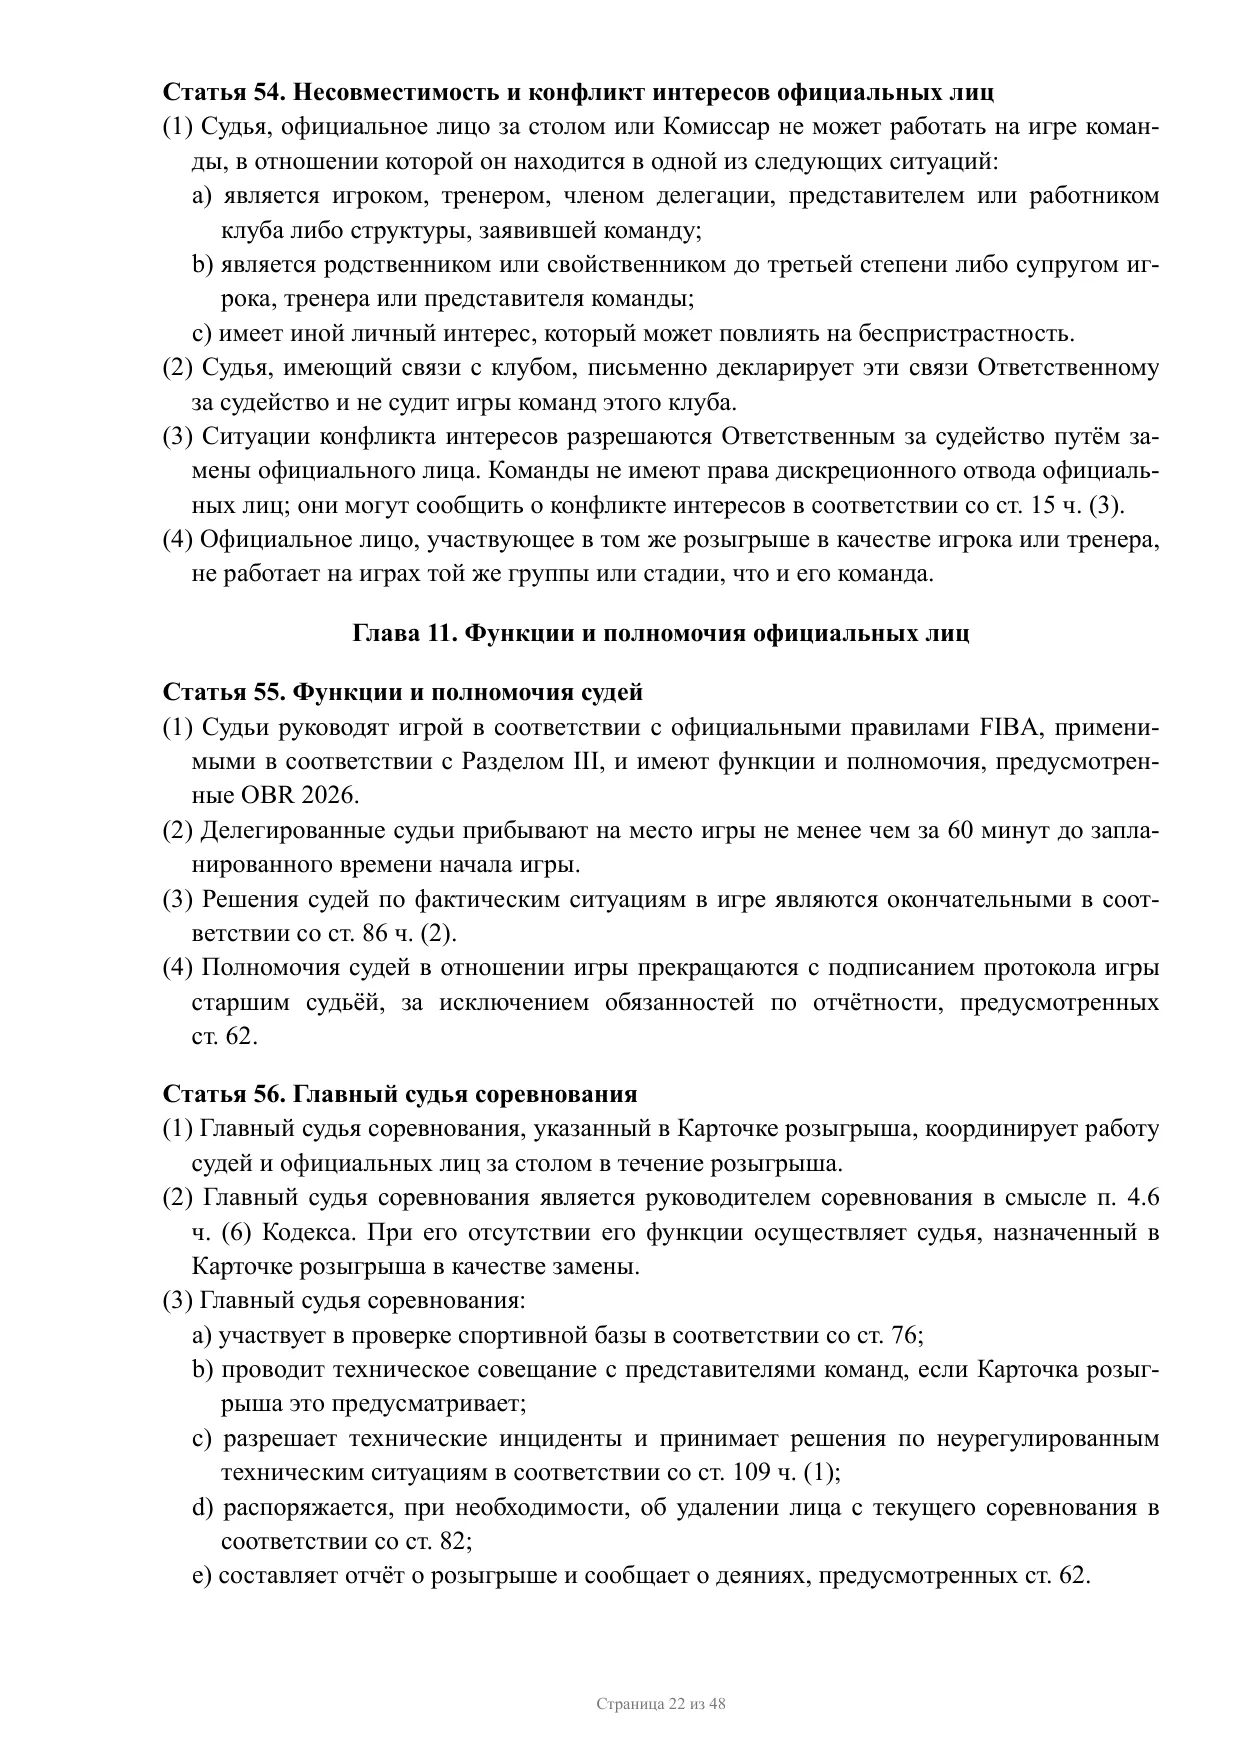 Статья 54. Несовместимость и конфликт интересов официальных лиц
(1) Судья, официальное лицо за столом или Комиссар не может работать на игре коман-
ды, в отношении которой он находится в одной из следующих ситуаций:
a) является игроком, тренером, членом делегации, представителем или работником
клуба либо структуры, заявившей команду;
b) является родственником или свойственником до третьей степени либо супругом иг-
рока, тренера или представителя команды;
c) имеет иной личный интерес, который может повлиять на беспристрастность.
(2) Судья, имеющий связи с клубом, письменно декларирует эти связи Ответственному
за судейство и не судит игры команд этого клуба.
(3) Ситуации конфликта интересов разрешаются Ответственным за судейство путём за-
мены официального лица. Команды не имеют права дискреционного отвода официаль-
ных лиц; они могут сообщить о конфликте интересов в соответствии со ст. 15 ч. (3).
(4) Официальное лицо, участвующее в том же розыгрыше в качестве игрока или тренера,
не работает на играх той же группы или стадии, что и его команда.
Глава 11. Функции и полномочия официальных лиц
Статья 55. Функции и полномочия судей
(1) Судьи руководят игрой в соответствии с официальными правилами FIBA, примени-
мыми в соответствии с Разделом III, и имеют функции и полномочия, предусмотрен-
ные OBR 2026.
(2) Делегированные судьи прибывают на место игры не менее чем за 60 минут до запла-
нированного времени начала игры.
(3) Решения судей по фактическим ситуациям в игре являются окончательными в соот-
ветствии со ст. 86 ч. (2).
(4) Полномочия судей в отношении игры прекращаются с подписанием протокола игры
старшим судьёй, за исключением обязанностей по отчётности, предусмотренных
ст. 62.
Статья 56. Главный судья соревнования
(1) Главный судья соревнования, указанный в Карточке розыгрыша, координирует работу
судей и официальных лиц за столом в течение розыгрыша.
(2) Главный судья соревнования является руководителем соревнования в смысле п. 4.6
ч. (6) Кодекса. При его отсутствии его функции осуществляет судья, назначенный в
Карточке розыгрыша в качестве замены.
(3) Главный судья соревнования:
a) участвует в проверке спортивной базы в соответствии со ст. 76;
b) проводит техническое совещание с представителями команд, если Карточка розыг-
рыша это предусматривает;
c) разрешает технические инциденты и принимает решения по неурегулированным
техническим ситуациям в соответствии со ст. 109 ч. (1);
d) распоряжается, при необходимости, об удалении лица с текущего соревнования в
соответствии со ст. 82;
e) составляет отчёт о розыгрыше и сообщает о деяниях, предусмотренных ст. 62.
Страница 22 из 48